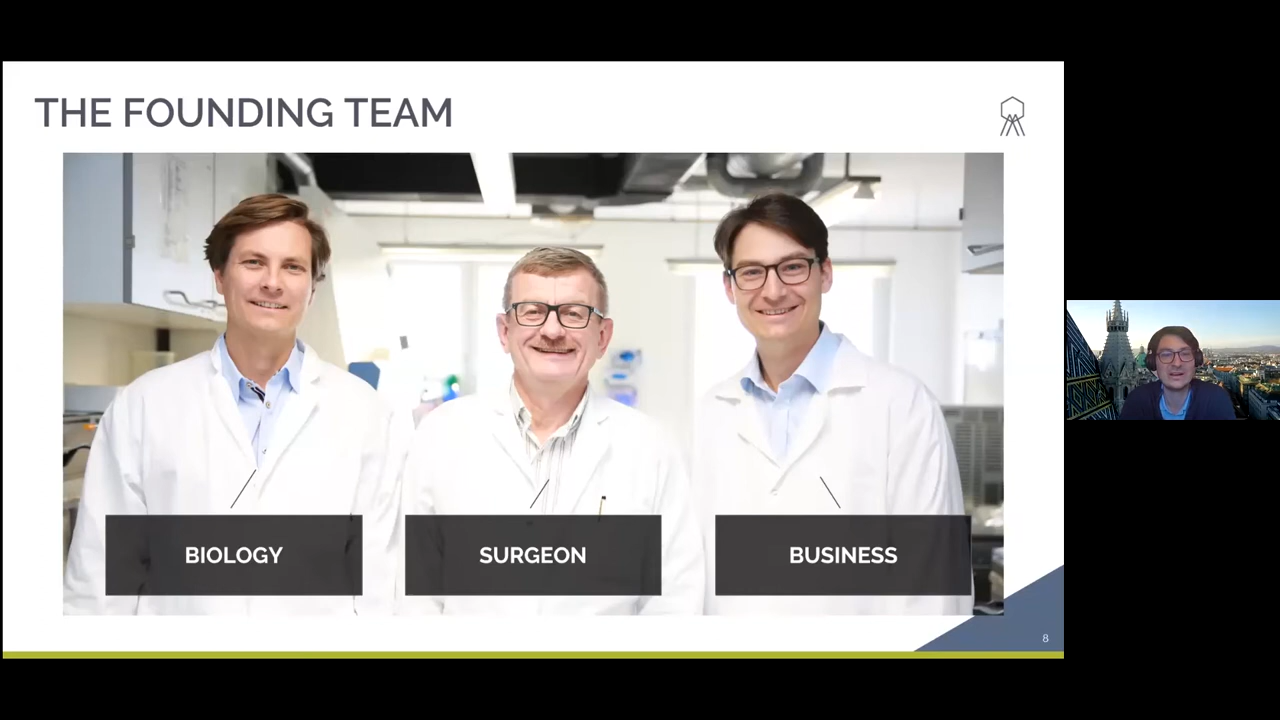 THE FOUNDING TEAM
BIOLOGY
SURGEON
BUSINESS
8